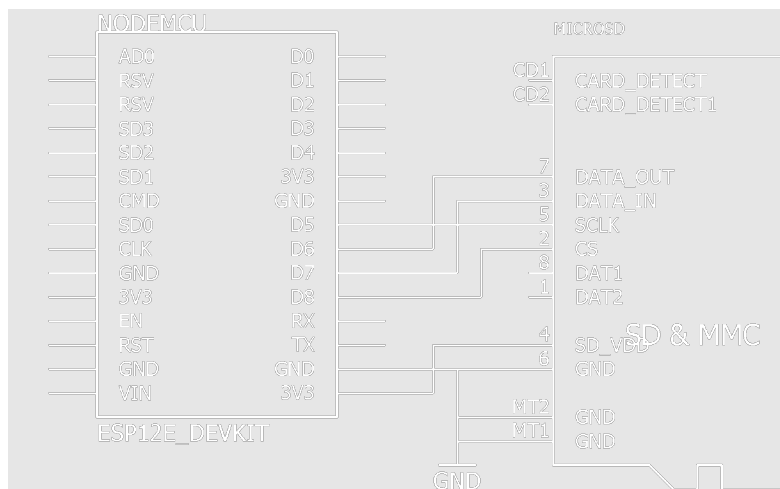 NODEMCU
AD0 D0
RSV D1
RSV D2
SD3 D3
SD2 D4
SD1 3V3
CMD GND
SD0 D5
CLK D6
GND D7
3V3 D8
EN RX
RST TX
GND GND
VIN 3V3
ESP12E_DEVKIT
MICROSD
CD1 CARD_DETECT
CD2 CARD_DETECT1
7 DATA_OUT
3 DATA_IN
5 SCLK
2 CS
8 DAT1
1 DAT2
SD & MMC
4 SD_VDD
6 GND
MT2 GND
MT1 GND
GND